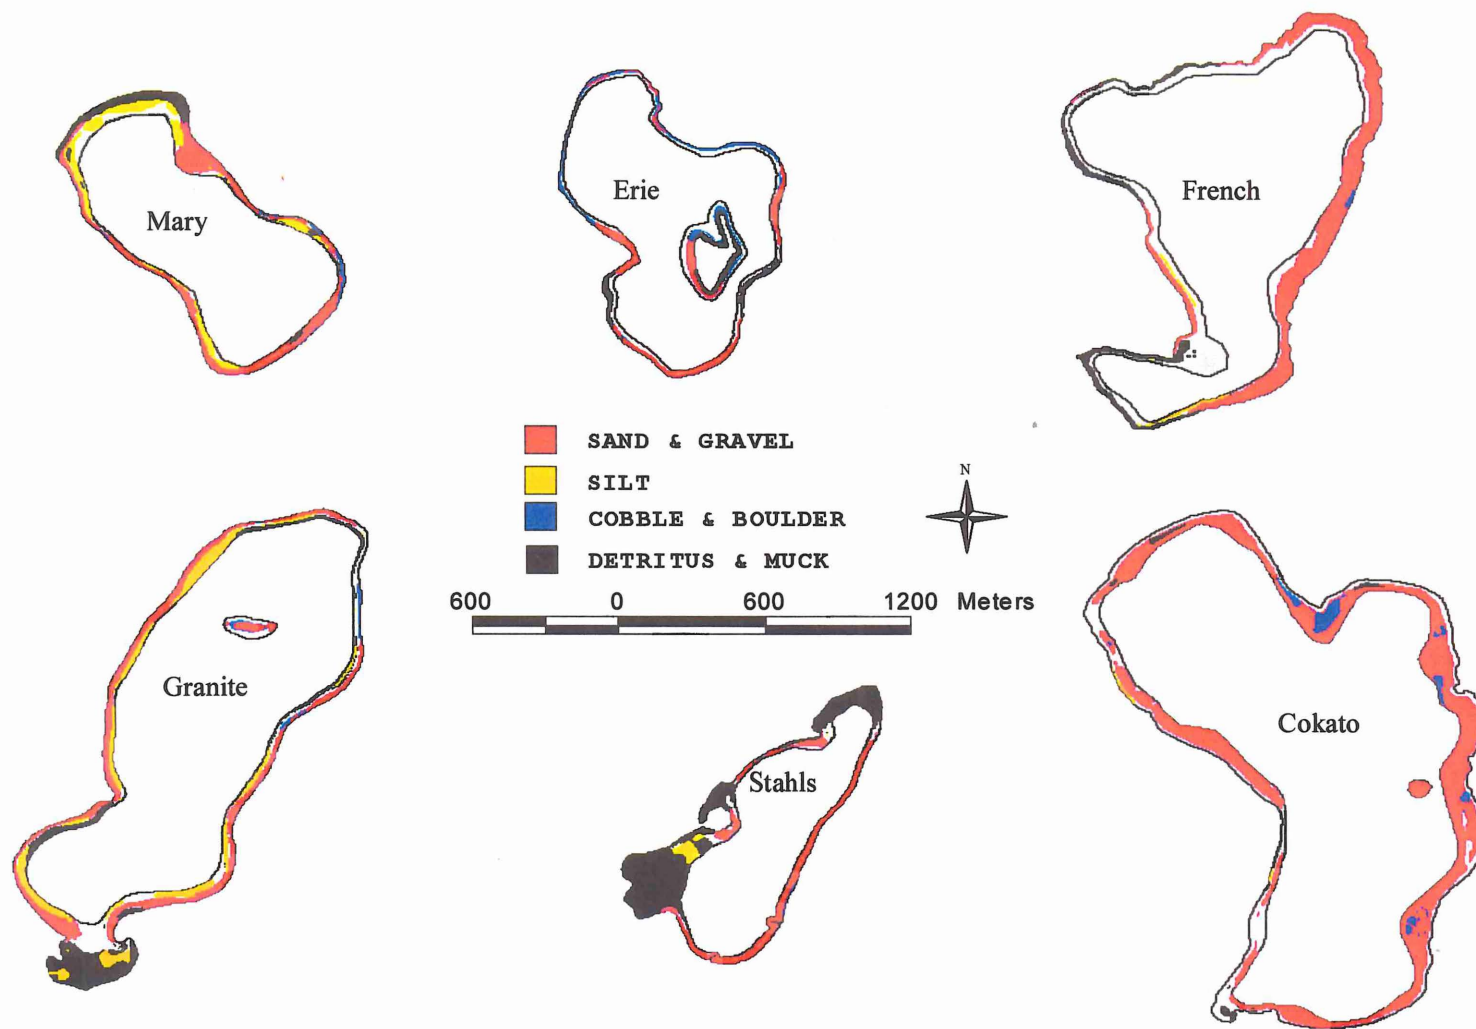 Mary
Erie
French
SAND & GRAVEL
SILT
COBBLE & BOULDER
DETRITUS & MUCK
N
600 0 600 1200 Meters
Granite
Stahls
Cokato